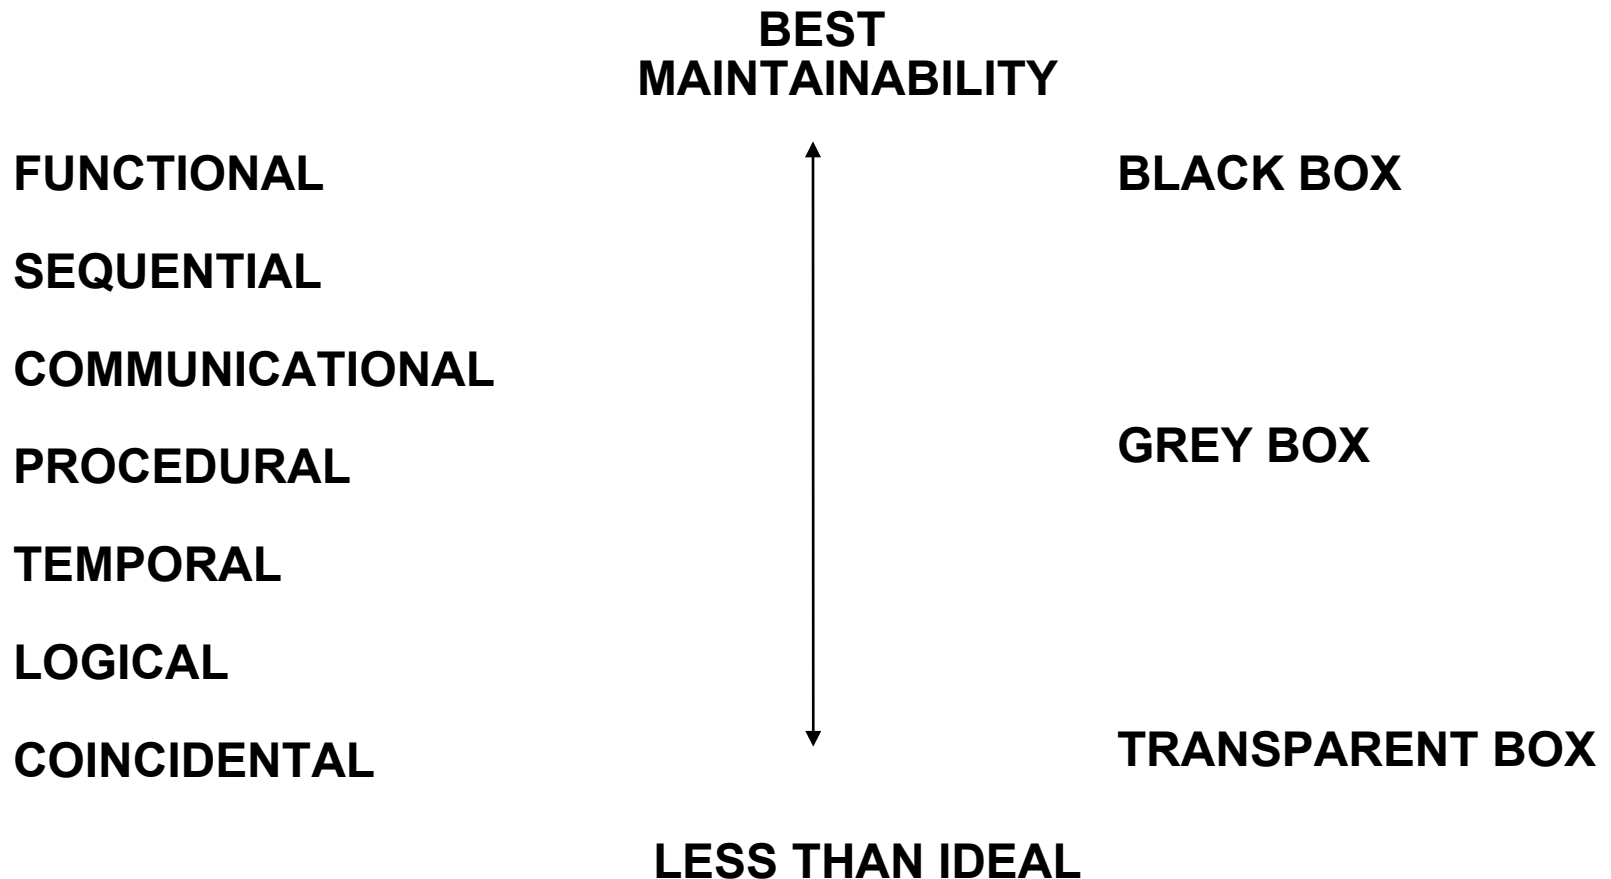 BEST
MAINTAINABILITY
FUNCTIONAL
BLACK BOX
SEQUENTIAL
COMMUNICATIONAL
GREY BOX
PROCEDURAL
TEMPORAL
LOGICAL
TRANSPARENT BOX
COINCIDENTAL
LESS THAN IDEAL